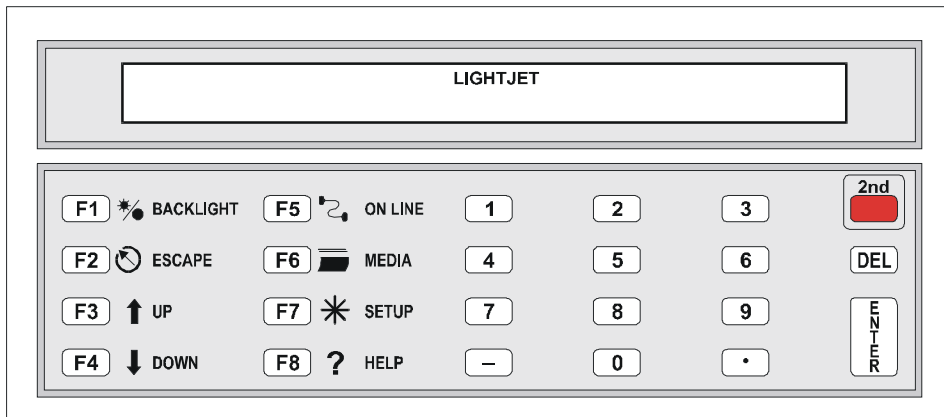 LIGHTJET
F1 BACKLIGHT F5 ON LINE 1 2 3 2nd
F2 ESCAPE F6 MEDIA 4 5 6 DEL
F3 UP F7 SETUP 7 8 9 ENTER
F4 DOWN F8 ? HELP – 0 .